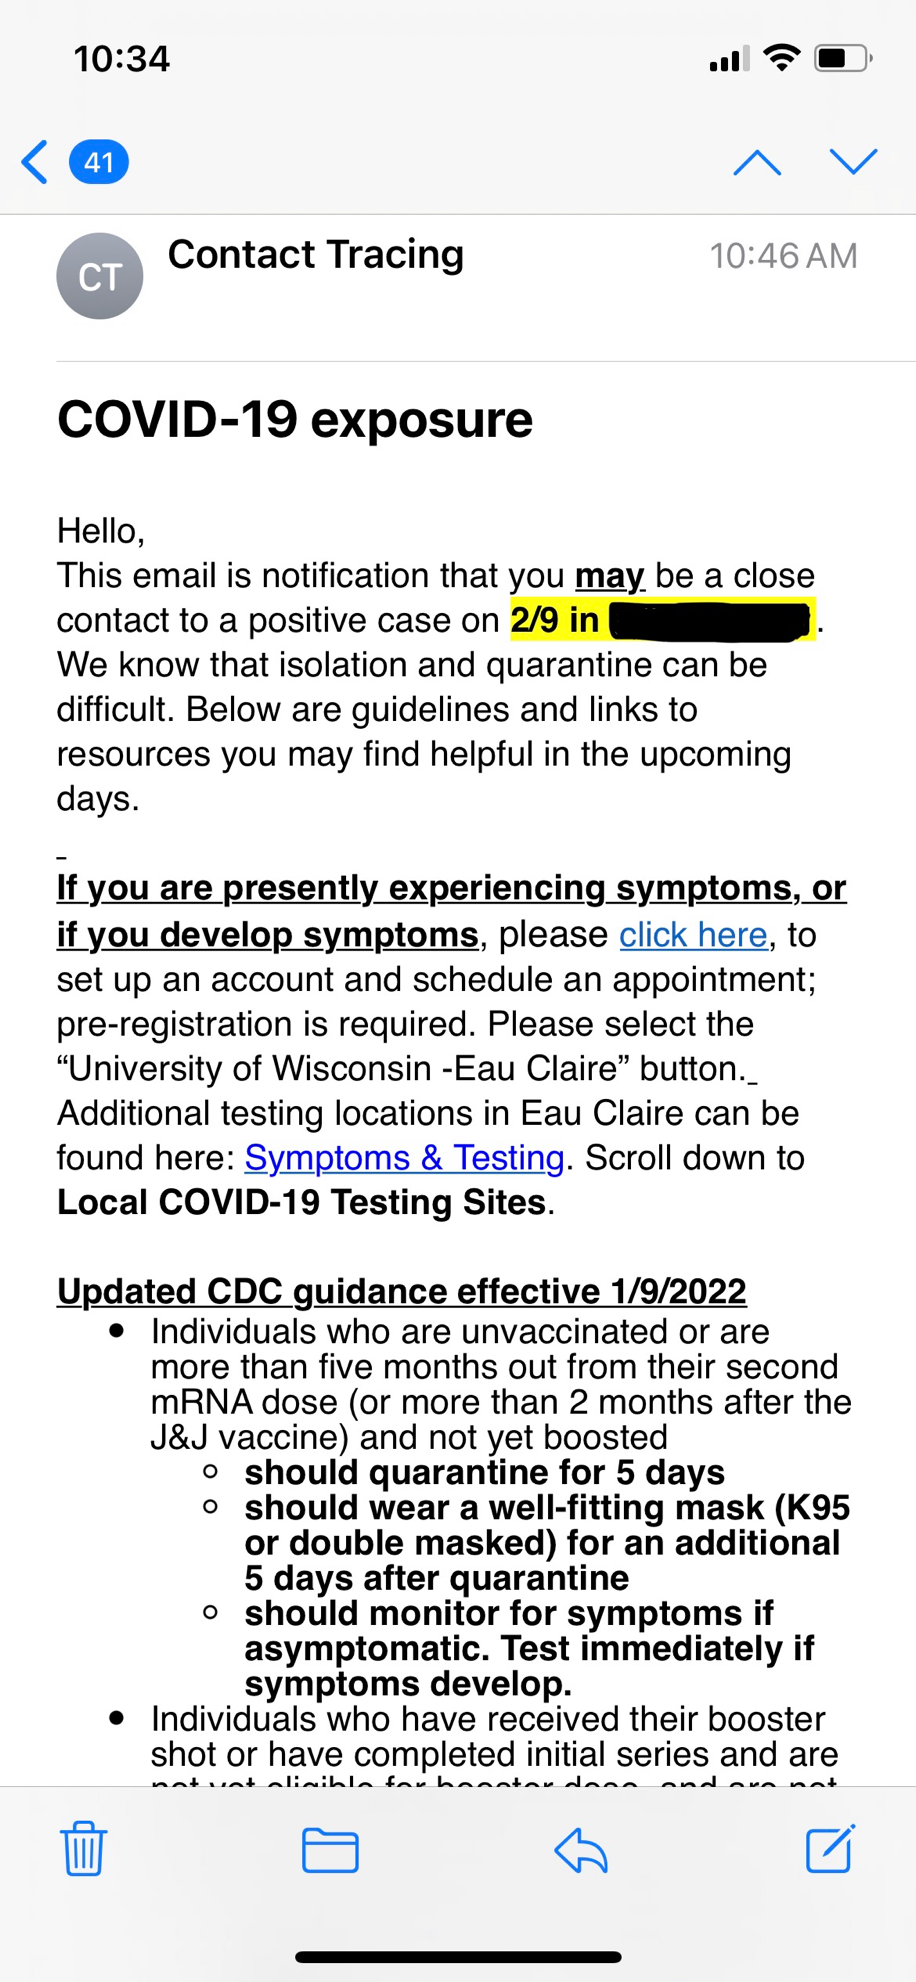 10:34
41
CT
Contact Tracing
10:46 AM
COVID-19 exposure
Hello,
This email is notification that you may be a close
contact to a positive case on 2/9 in .
We know that isolation and quarantine can be
difficult. Below are guidelines and links to
resources you may find helpful in the upcoming
days.
If you are presently experiencing symptoms, or
if you develop symptoms, please click here, to
set up an account and schedule an appointment;
pre-registration is required. Please select the
“University of Wisconsin -Eau Claire” button.
Additional testing locations in Eau Claire can be
found here: Symptoms & Testing. Scroll down to
Local COVID-19 Testing Sites.
Updated CDC guidance effective 1/9/2022
• Individuals who are unvaccinated or are
more than five months out from their second
mRNA dose (or more than 2 months after the
J&J vaccine) and not yet boosted
◦ should quarantine for 5 days
◦ should wear a well-fitting mask (K95
or double masked) for an additional
5 days after quarantine
◦ should monitor for symptoms if
asymptomatic. Test immediately if
symptoms develop.
• Individuals who have received their booster
shot or have completed initial series and are
not yet eligible for booster dose, and are not